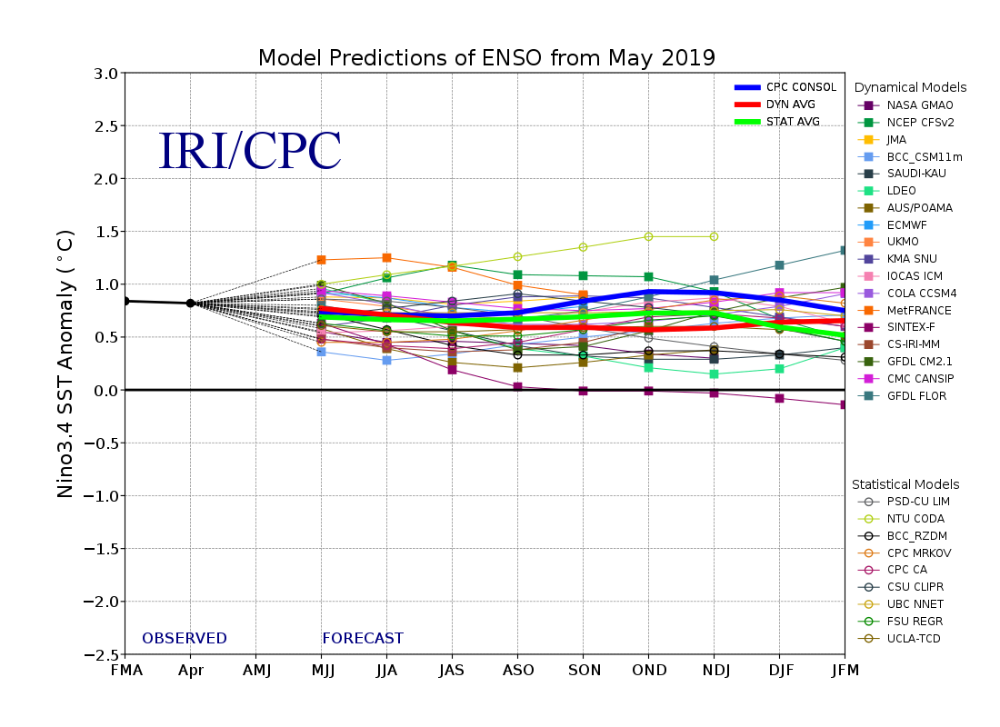 Model Predictions of ENSO from May 2019
3.0
2.5
2.0
1.5
1.0
0.5
0.0
−0.5
−1.0
−1.5
−2.0
−2.5
Nino3.4 SST Anomaly (°C)
IRI/CPC
CPC CONSOL
DYN AVG
STAT AVG
OBSERVED
FORECAST
FMA Apr AMJ MJJ JJA JAS ASO SON OND NDJ DJF JFM
Dynamical Models
NASA GMAO
NCEP CFSv2
JMA
BCC_CSM11m
SAUDI-KAU
LDEO
AUS/POAMA
ECMWF
UKMO
KMA SNU
IOCAS ICM
COLA CCSM4
MetFRANCE
SINTEX-F
CS-IRI-MM
GFDL CM2.1
CMC CANSIP
GFDL FLOR
Statistical Models
PSD-CU LIM
NTU CODA
BCC_RZDM
CPC MRKOV
CPC CA
CSU CLIPR
UBC NNET
FSU REGR
UCLA-TCD